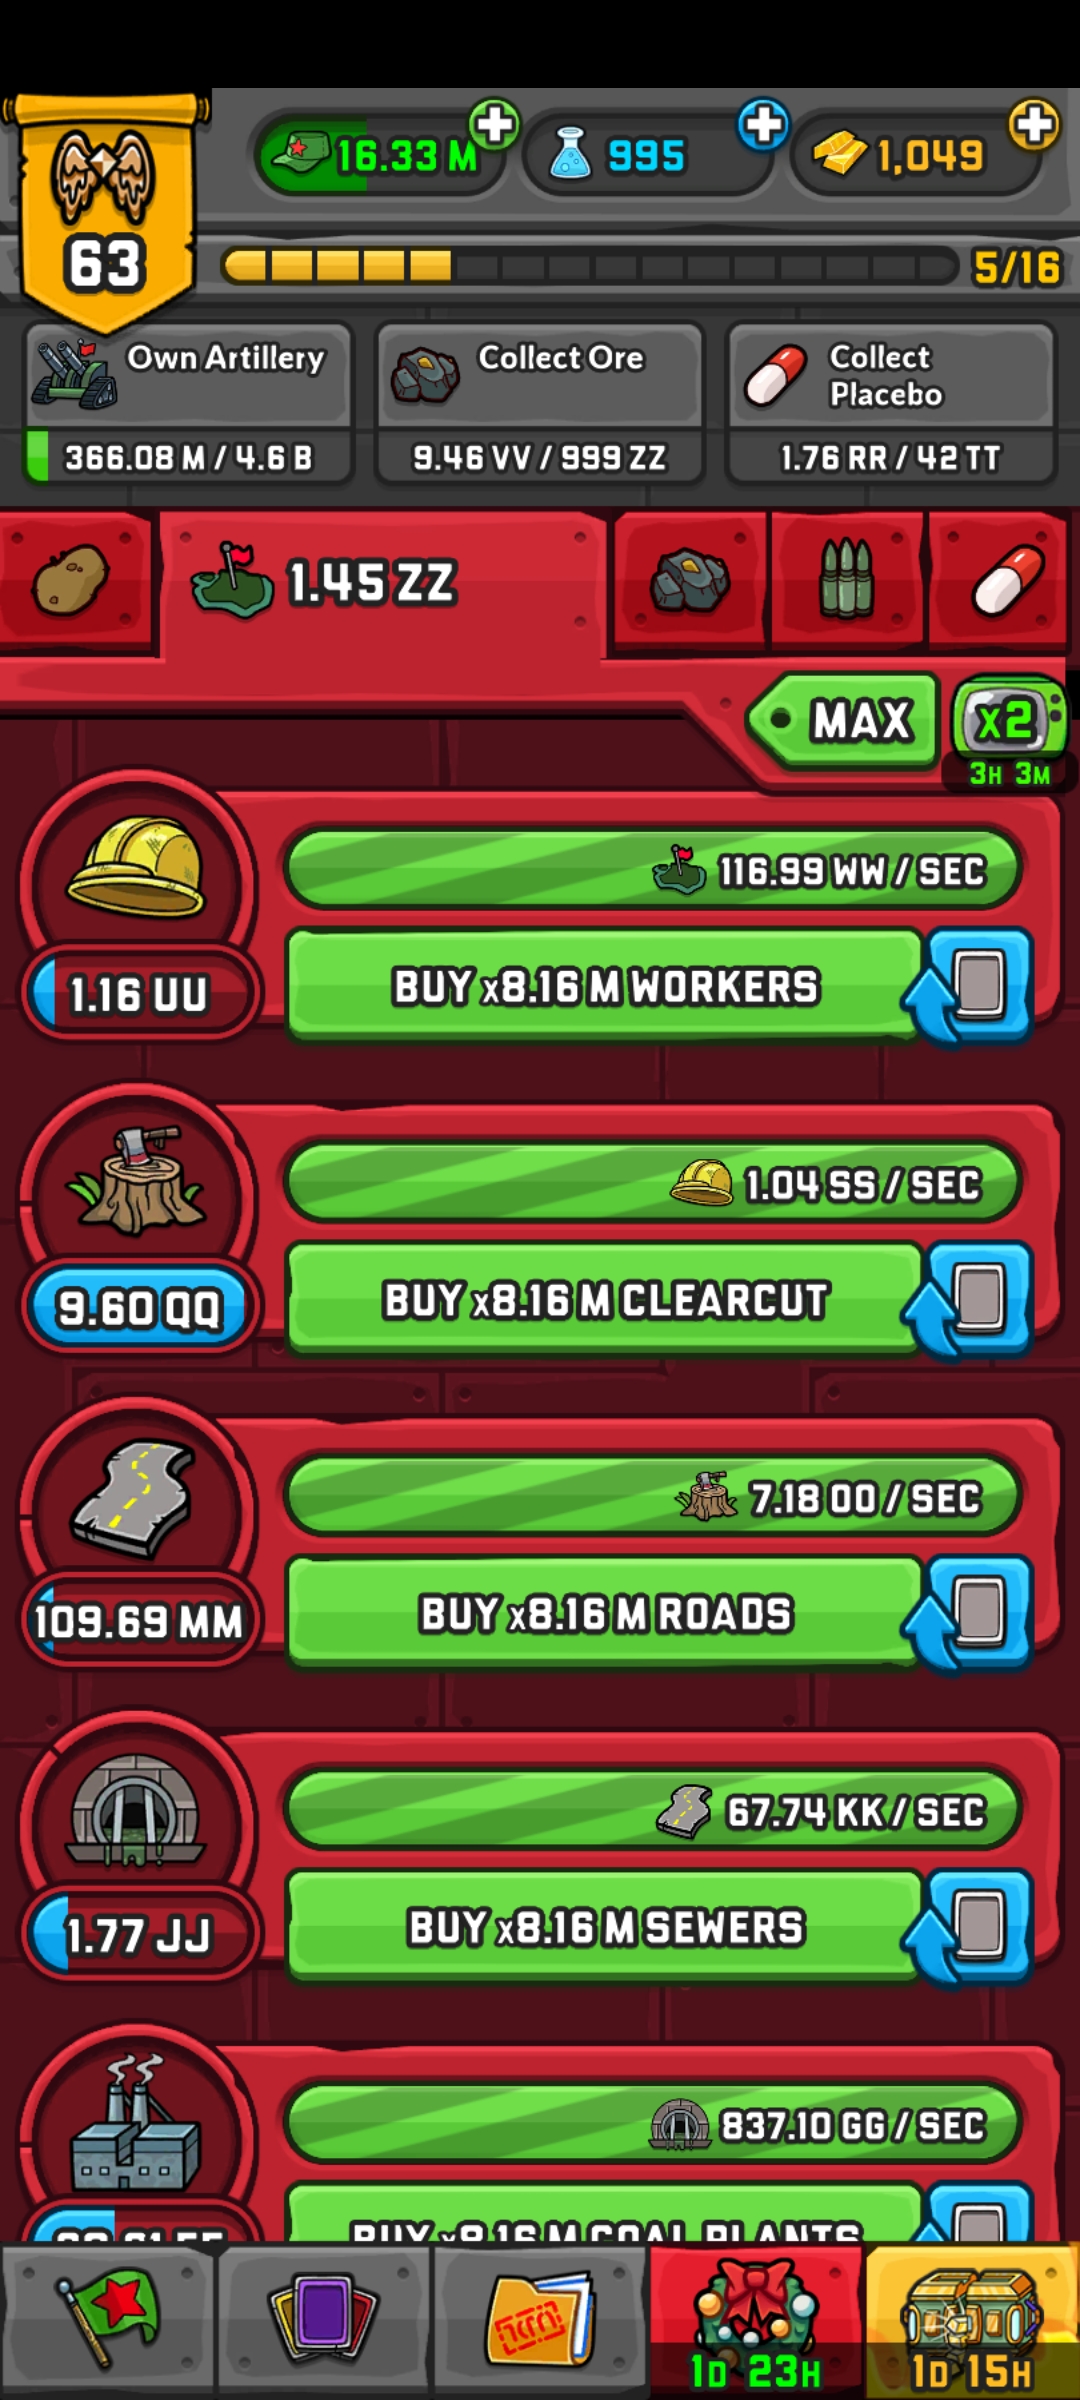 16.33 M
995
1,049
63
5/16
Own Artillery
366.08 M / 4.6 B
Collect Ore
9.46 VV / 999 ZZ
Collect
Placebo
1.76 RR / 42 TT
1.45 ZZ
MAX
x2
3H 3M
116.99 WW / SEC
1.16 UU
BUY x8.16 M WORKERS
1.04 SS / SEC
9.60 QQ
BUY x8.16 M CLEARCUT
7.18 OO / SEC
109.69 MM
BUY x8.16 M ROADS
67.74 KK / SEC
1.77 JJ
BUY x8.16 M SEWERS
837.10 GG / SEC
BUY x8.16 M COAL PLANTS
1D 23H
1D 15H